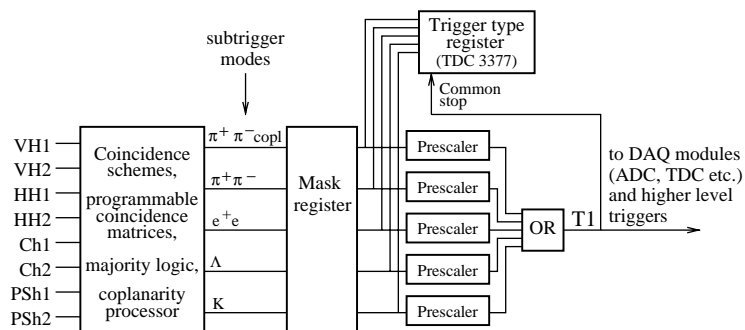 subtrigger
modes
Trigger type
register
(TDC 3377)
Common
stop
VH1
VH2
HH1
HH2
Ch1
Ch2
PSh1
PSh2
Coincidence
schemes,
programmable
coincidence
matrices,
majority logic,
coplanarity
processor
π⁺ π⁻copl
π⁺π⁻
e⁺e
Λ
K
Mask
register
Prescaler
Prescaler
Prescaler
Prescaler
Prescaler
OR
T1
to DAQ modules
(ADC, TDC etc.)
and higher level
triggers